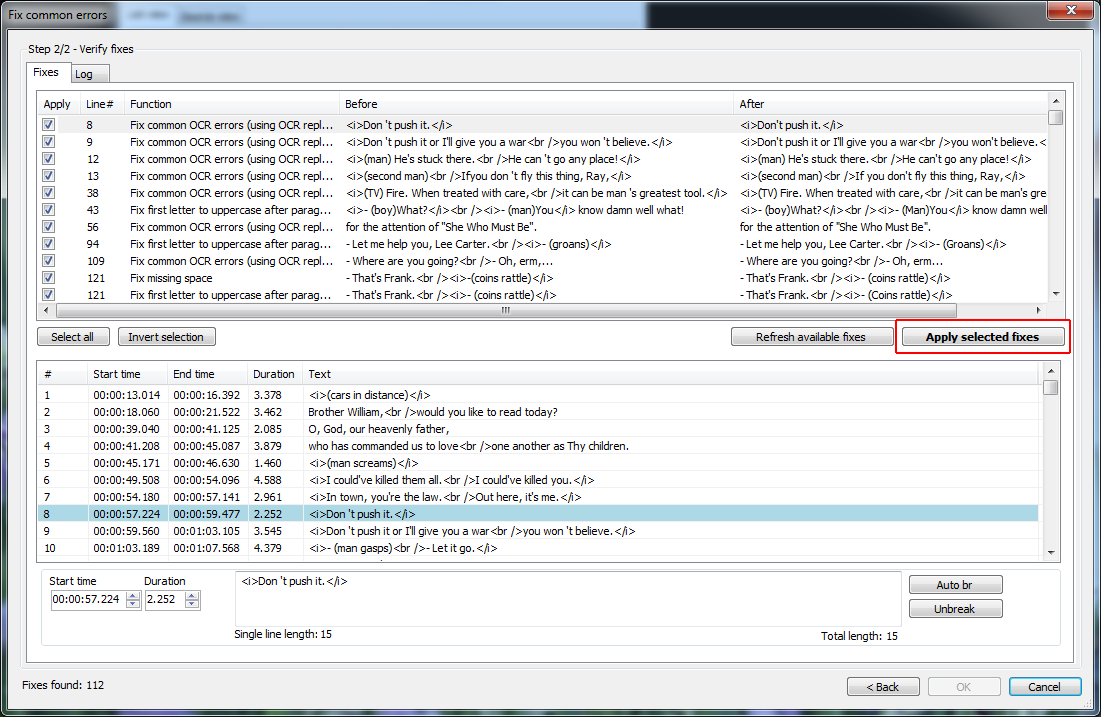 Fix common errors
Step 2/2 - Verify fixes
Fixes Log
Apply Line# Function Before After
8 Fix common OCR errors (using OCR repl... <i>Don 't push it.</i> <i>Don't push it.</i>
9 Fix common OCR errors (using OCR repl... <i>Don 't push it or I'll give you a war<br />you won 't believe.</i> <i>Don't push it or I'll give you a war<br />you won't believe.<
12 Fix common OCR errors (using OCR repl... <i>(man) He's stuck there.<br />He can 't go any place!</i> <i>(man) He's stuck there.<br />He can't go any place!</i>
13 Fix common OCR errors (using OCR repl... <i>(second man)<br />Ifyou don 't fly this thing, Ray,</i> <i>(second man)<br />If you don't fly this thing, Ray,</i>
38 Fix common OCR errors (using OCR repl... <i>(TV) Fire. When treated with care,<br />it can be man 's greatest tool.</i> <i>(TV) Fire. When treated with care,<br />it can be man's gre
43 Fix first letter to uppercase after parag... <i>- (boy)What?</i><br /><i>- (man)You</i> know damn well what! <i>- (boy)What?</i><br /><i>- (Man)You</i> know damn well
56 Fix common OCR errors (using OCR repl... for the attention of "She Who Must Be". for the attention of "She Who Must Be".
94 Fix first letter to uppercase after parag... - Let me help you, Lee Carter.<br /><i>- (groans)</i> - Let me help you, Lee Carter.<br /><i>- (Groans)</i>
109 Fix common OCR errors (using OCR repl... - Where are you going?<br />- Oh, erm,... - Where are you going?<br />- Oh, erm...
121 Fix missing space - That's Frank.<br /><i>-(coins rattle)</i> - That's Frank.<br /><i>- (coins rattle)</i>
121 Fix first letter to uppercase after parag... - That's Frank.<br /><i>- (coins rattle)</i> - That's Frank.<br /><i>- (Coins rattle)</i>
Select all Invert selection Refresh available fixes Apply selected fixes
# Start time End time Duration Text
1 00:00:13.014 00:00:16.392 3.378 <i>(cars in distance)</i>
2 00:00:18.060 00:00:21.522 3.462 Brother William,<br />would you like to read today?
3 00:00:39.040 00:00:41.125 2.085 O, God, our heavenly father,
4 00:00:41.208 00:00:45.087 3.879 who has commanded us to love<br />one another as Thy children.
5 00:00:45.171 00:00:46.630 1.460 <i>(man screams)</i>
6 00:00:49.508 00:00:54.096 4.588 <i>I could've killed them all.<br />I could've killed you.</i>
7 00:00:54.180 00:00:57.141 2.961 <i>In town, you're the law.<br />Out here, it's me.</i>
8 00:00:57.224 00:00:59.477 2.252 <i>Don 't push it.</i>
9 00:00:59.560 00:01:03.105 3.545 <i>Don 't push it or I'll give you a war<br />you won 't believe.</i>
10 00:01:03.189 00:01:07.568 4.379 <i>- (man gasps)<br />- Let it go.</i>
Start time Duration
00:00:57.224 2.252
<i>Don 't push it.</i>
Auto br
Unbreak
Single line length: 15 Total length: 15
Fixes found: 112
< Back OK Cancel